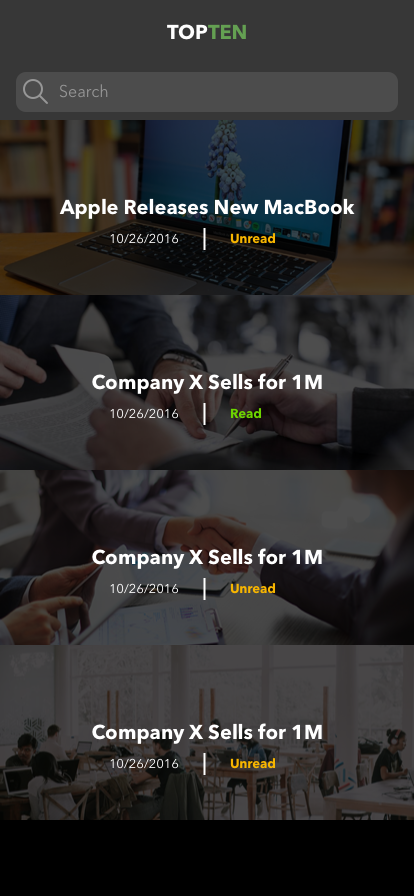 TOPTEN
Search
Apple Releases New MacBook
10/26/2016 | Unread
Company X Sells for 1M
10/26/2016 | Read
Company X Sells for 1M
10/26/2016 | Unread
Company X Sells for 1M
10/26/2016 | Unread